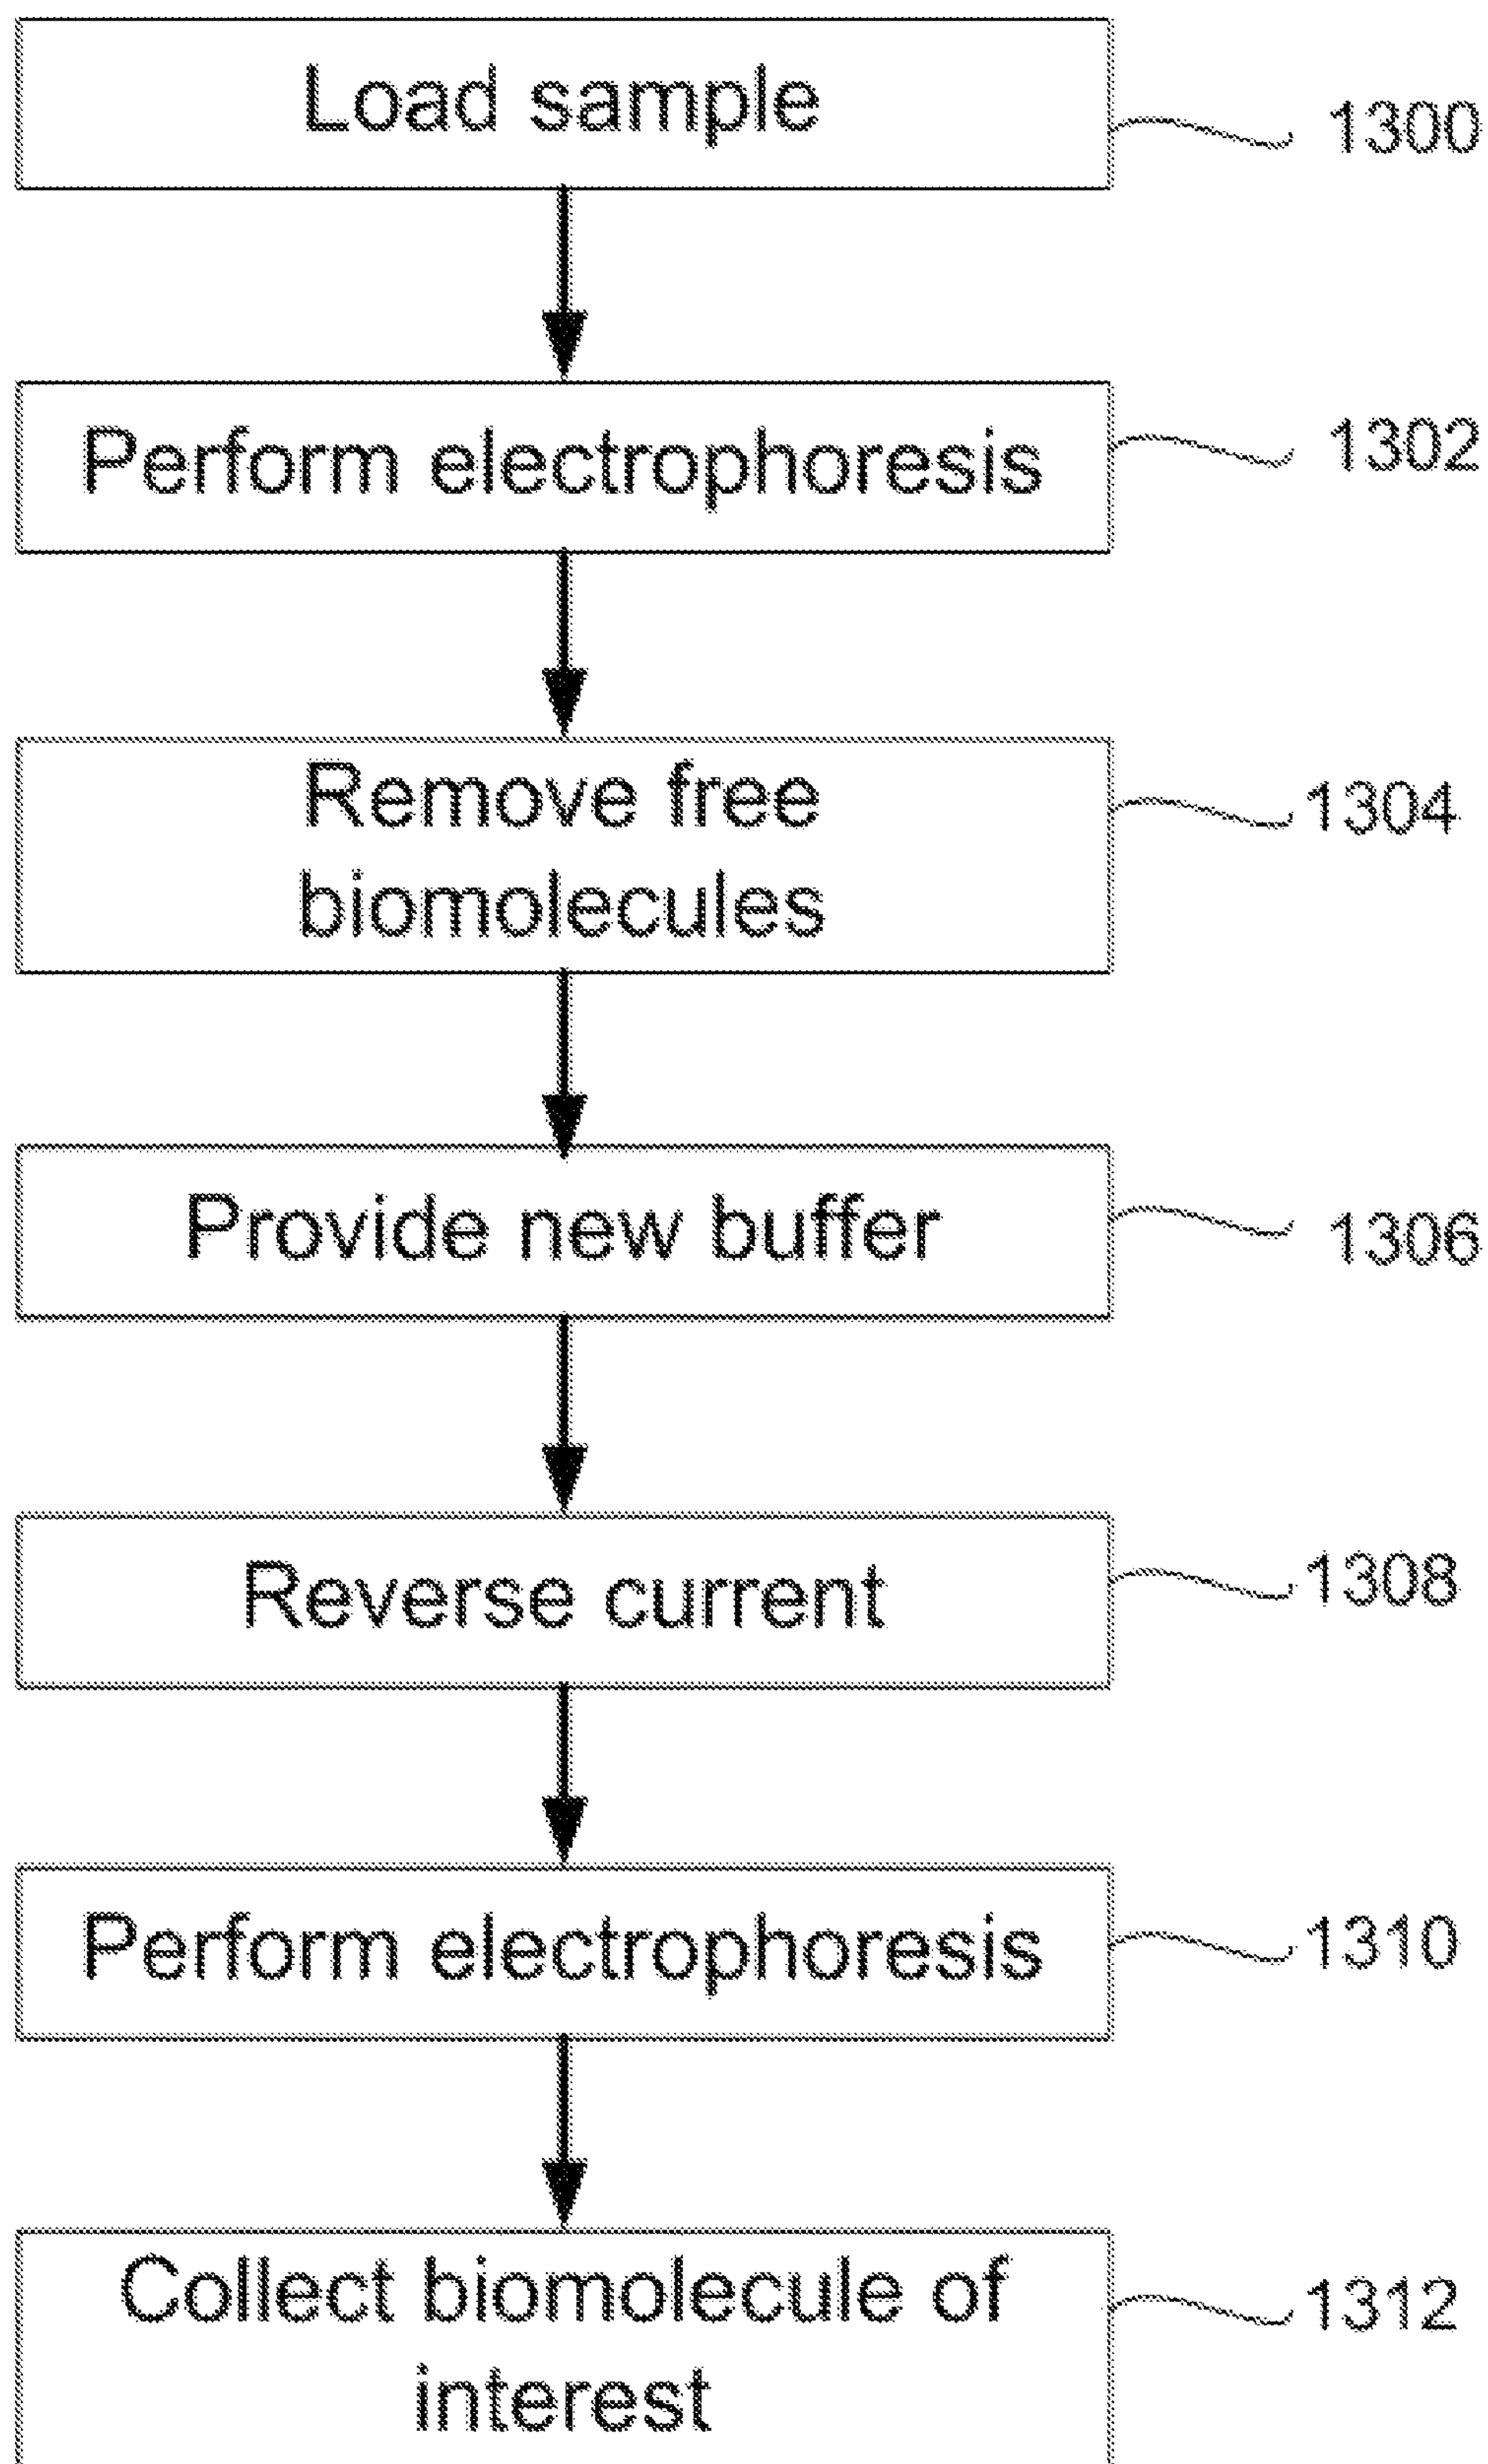 Load sample
1300
Perform electrophoresis
1302
Remove free
biomolecules
1304
Provide new buffer
1306
Reverse current
1308
Perform electrophoresis
1310
Collect biomolecule of
interest
1312